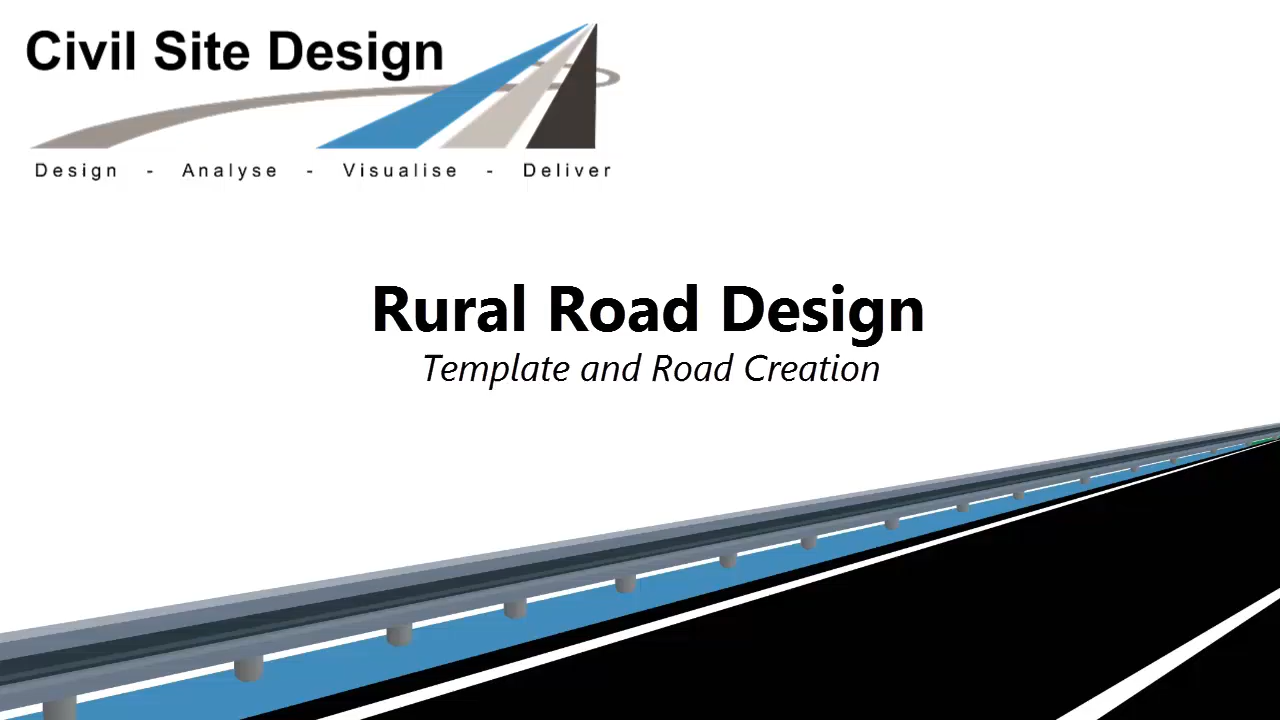 Civil Site Design
Design - Analyse - Visualise - Deliver
Rural Road Design
Template and Road Creation